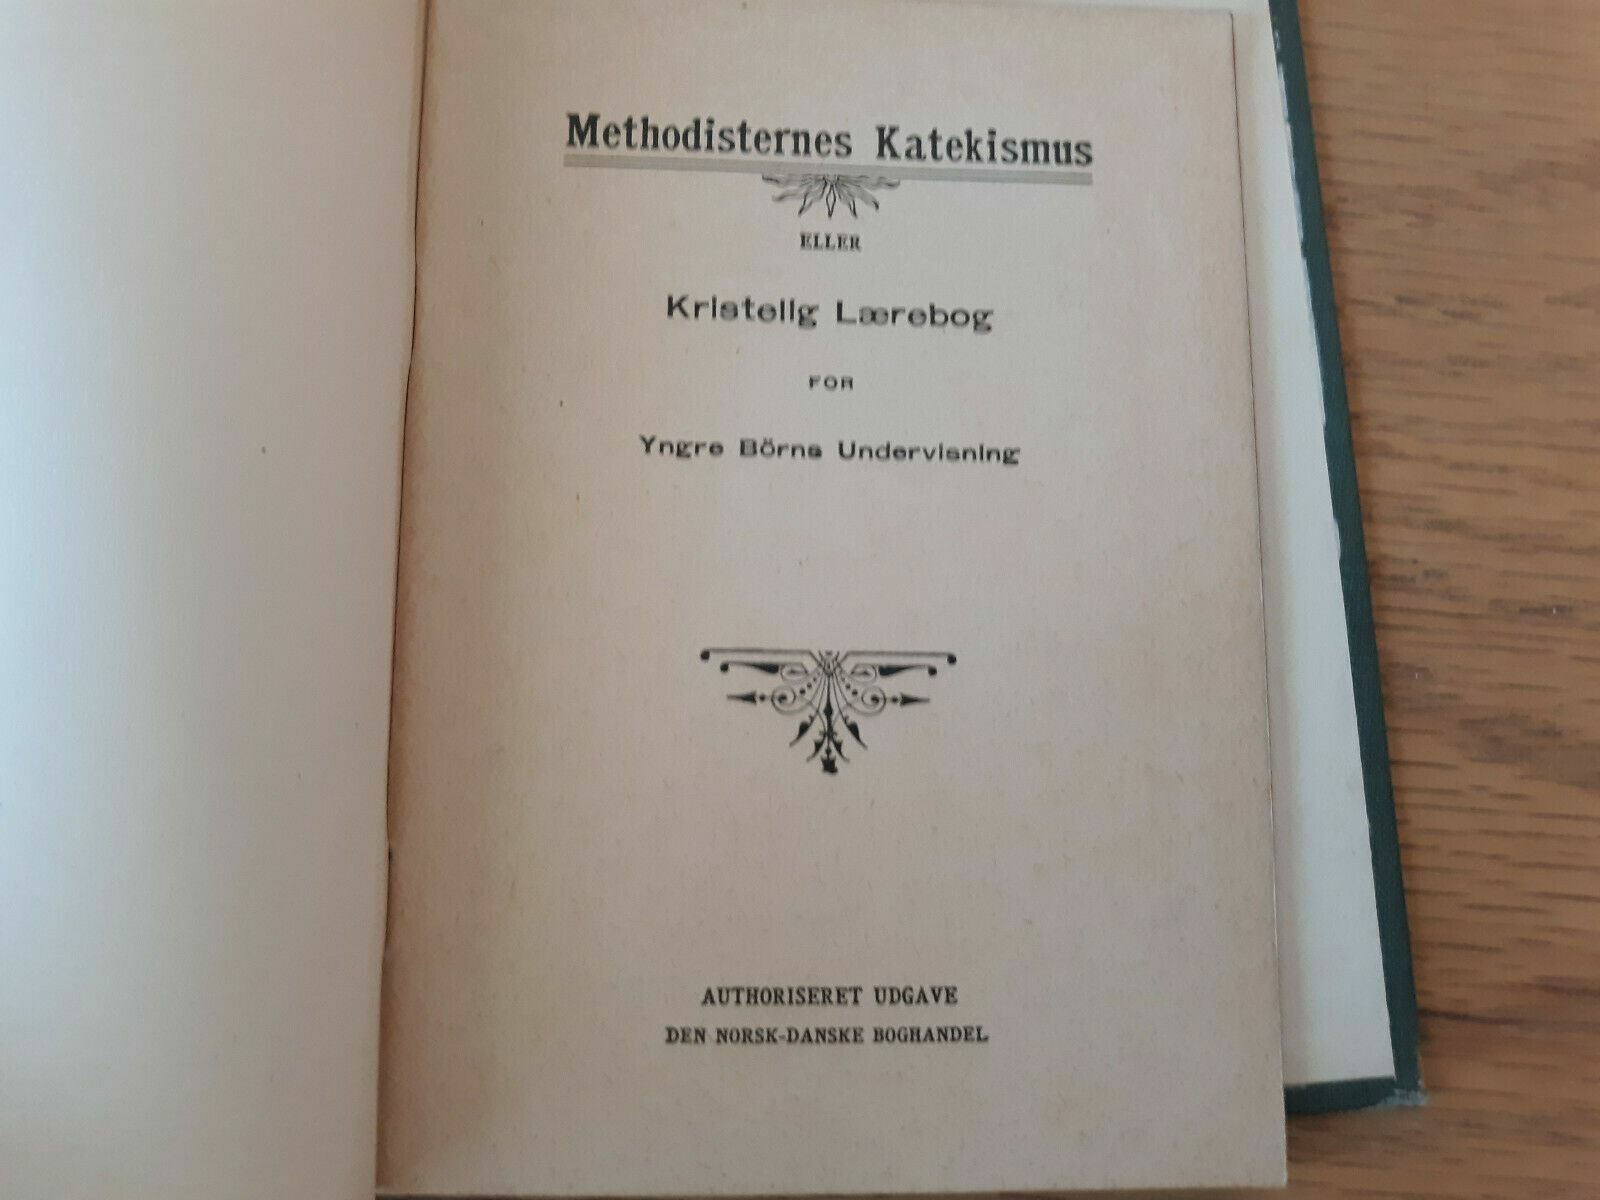 Methodisternes Katekismus
ELLER
Kristelig Lærebog
FOR
Yngre Börns Undervisning
AUTHORISERET UDGAVE
DEN NORSK-DANSKE BOGHANDEL